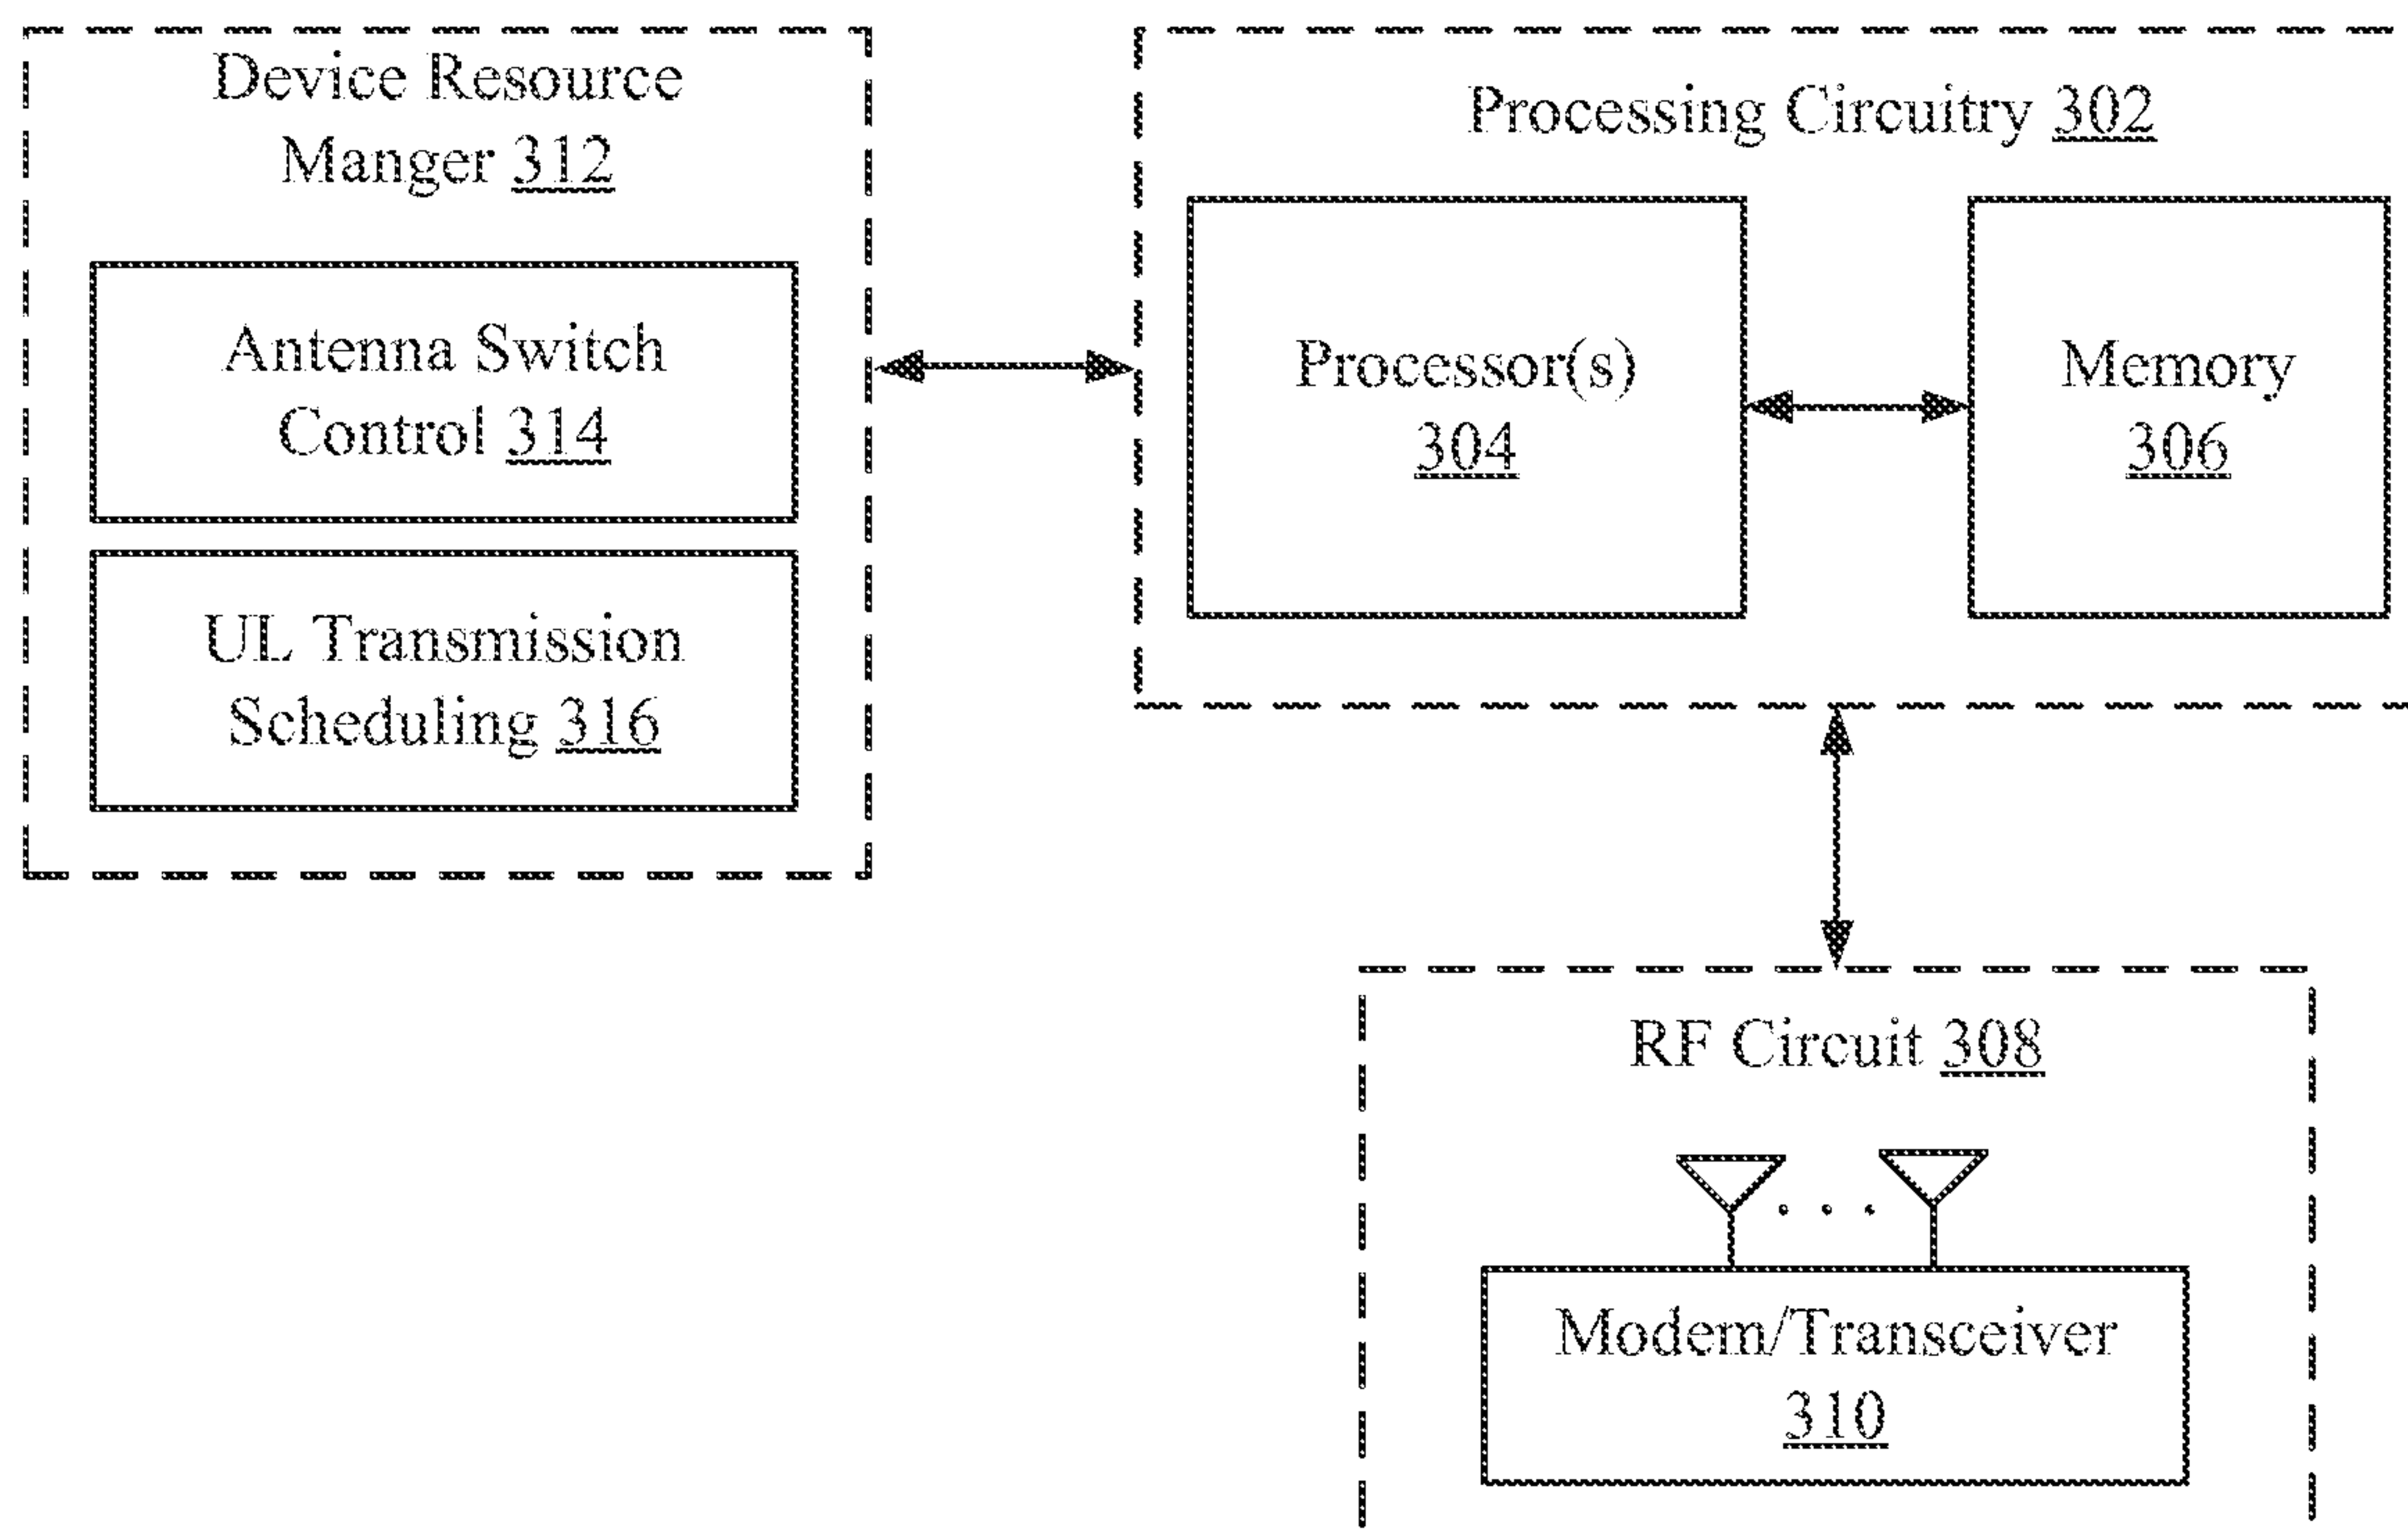 Device Resource
Manger 312
Antenna Switch
Control 314
UL Transmission
Scheduling 316
Processing Circuitry 302
Processor(s)
304
Memory
306
RF Circuit 308
Modem/Transceiver
310